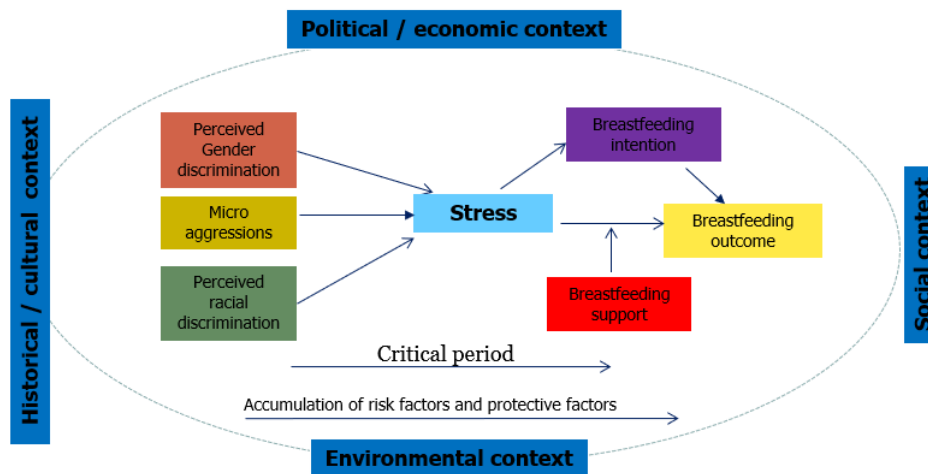 Political / economic context
Historical / cultural context
Perceived
Gender
discrimination
Micro
aggressions
Perceived
racial
discrimination
Stress
Breastfeeding
intention
Breastfeeding
outcome
Breastfeeding
support
Social context
Critical period
Accumulation of risk factors and protective factors
Environmental context